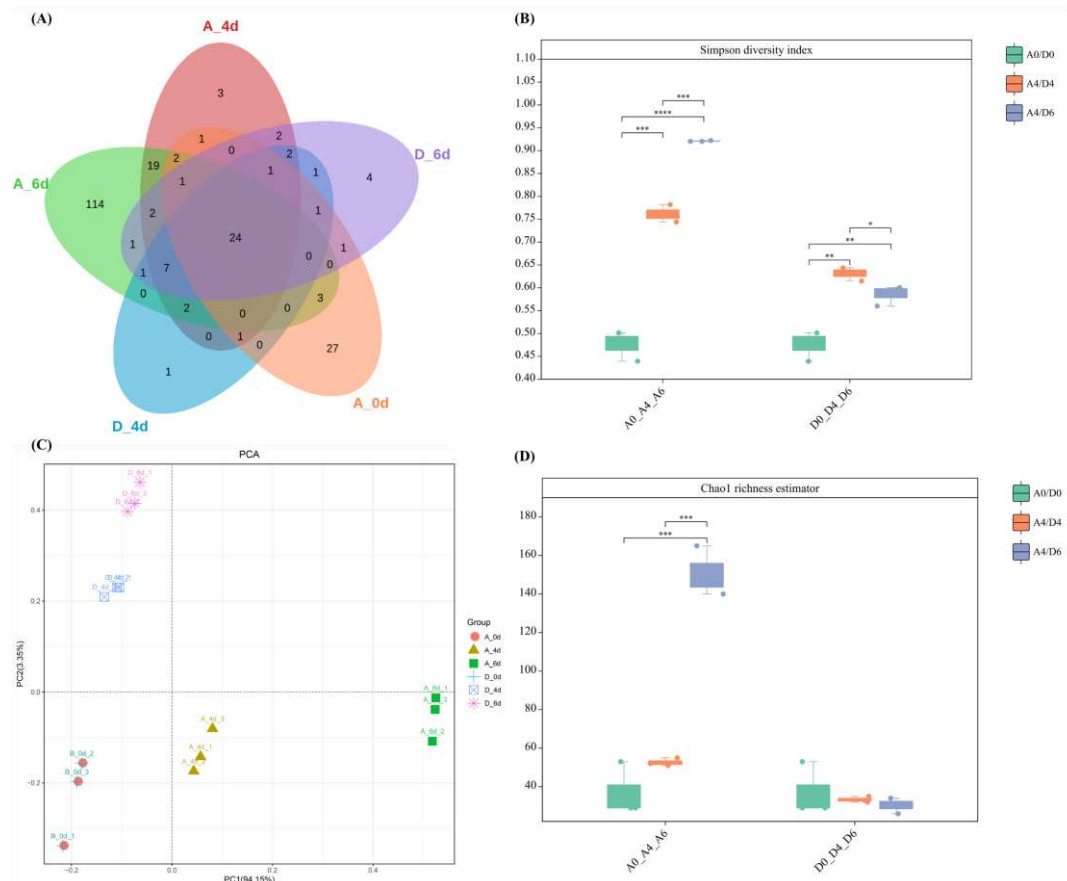 (A)
A_4d
3
D_6d
4
A_6d
114
19
2
1
0
2
2
1
1
1
1
2
24
1
1
0
7
0
0
1
3
0
2
0
0
1
0
27
A_0d
1
D_4d
(B)
Simpson diversity index
1.10
1.05
1.00
0.95
0.90
0.85
0.80
0.75
0.70
0.65
0.60
0.55
0.50
0.45
0.40
***
****
***
*
**
**
A0_A4_A6
D0_D4_D6
A0/D0
A4/D4
A4/D6
(C)
PCA
PC2(3.35%)
0.4
0.2
0.0
−0.2
D_6d_1
D_6d_3
A_6d_1
A_6d_2
A_4d_3
A_4d_1
B_0d_2
B_0d_3
B_0d_1
−0.2
0.0
0.2
0.4
PC1(94.15%)
Group
A_0d
A_4d
A_6d
D_0d
D_4d
D_6d
(D)
Chao1 richness estimator
180
160
140
120
100
80
60
40
***
***
A0_A4_A6
D0_D4_D6
A0/D0
A4/D4
A4/D6